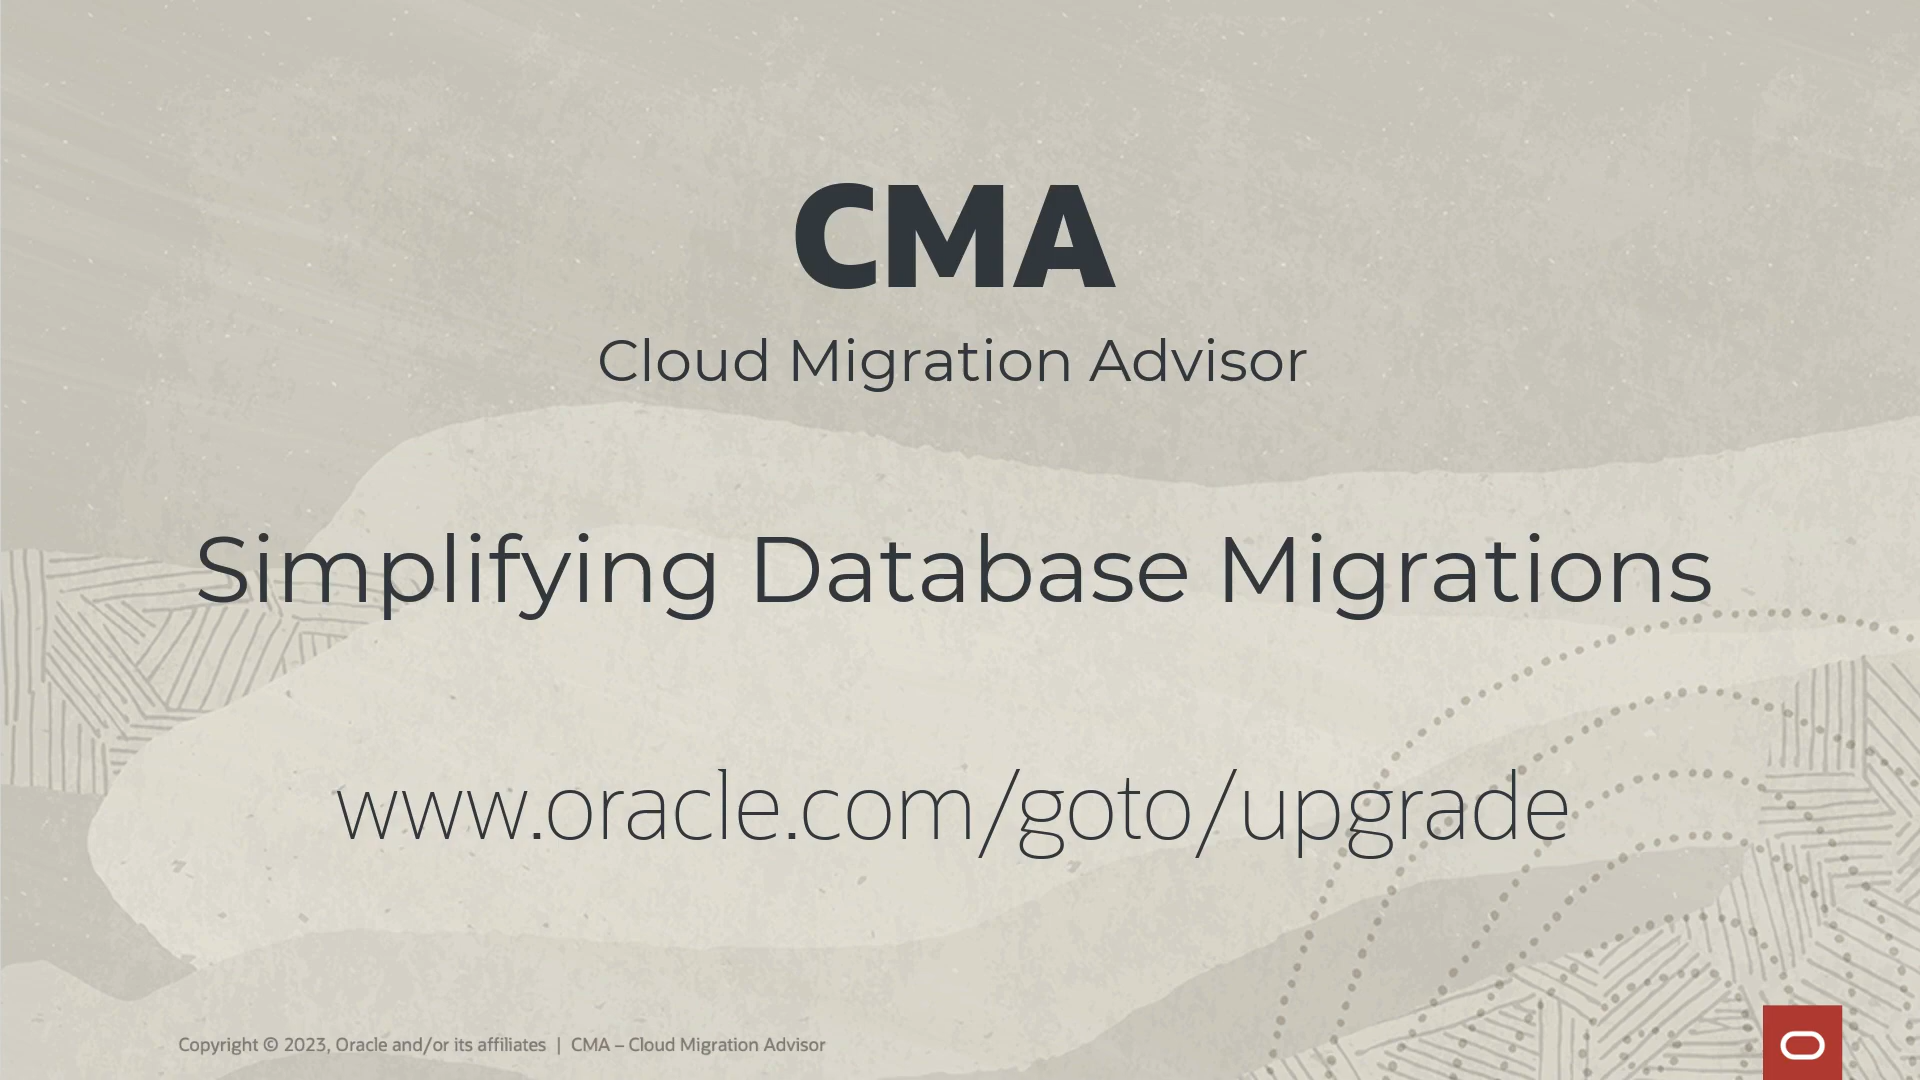 CMA
Cloud Migration Advisor
Simplifying Database Migrations
www.oracle.com/goto/upgrade
Copyright © 2023, Oracle and/or its affiliates | CMA – Cloud Migration Advisor